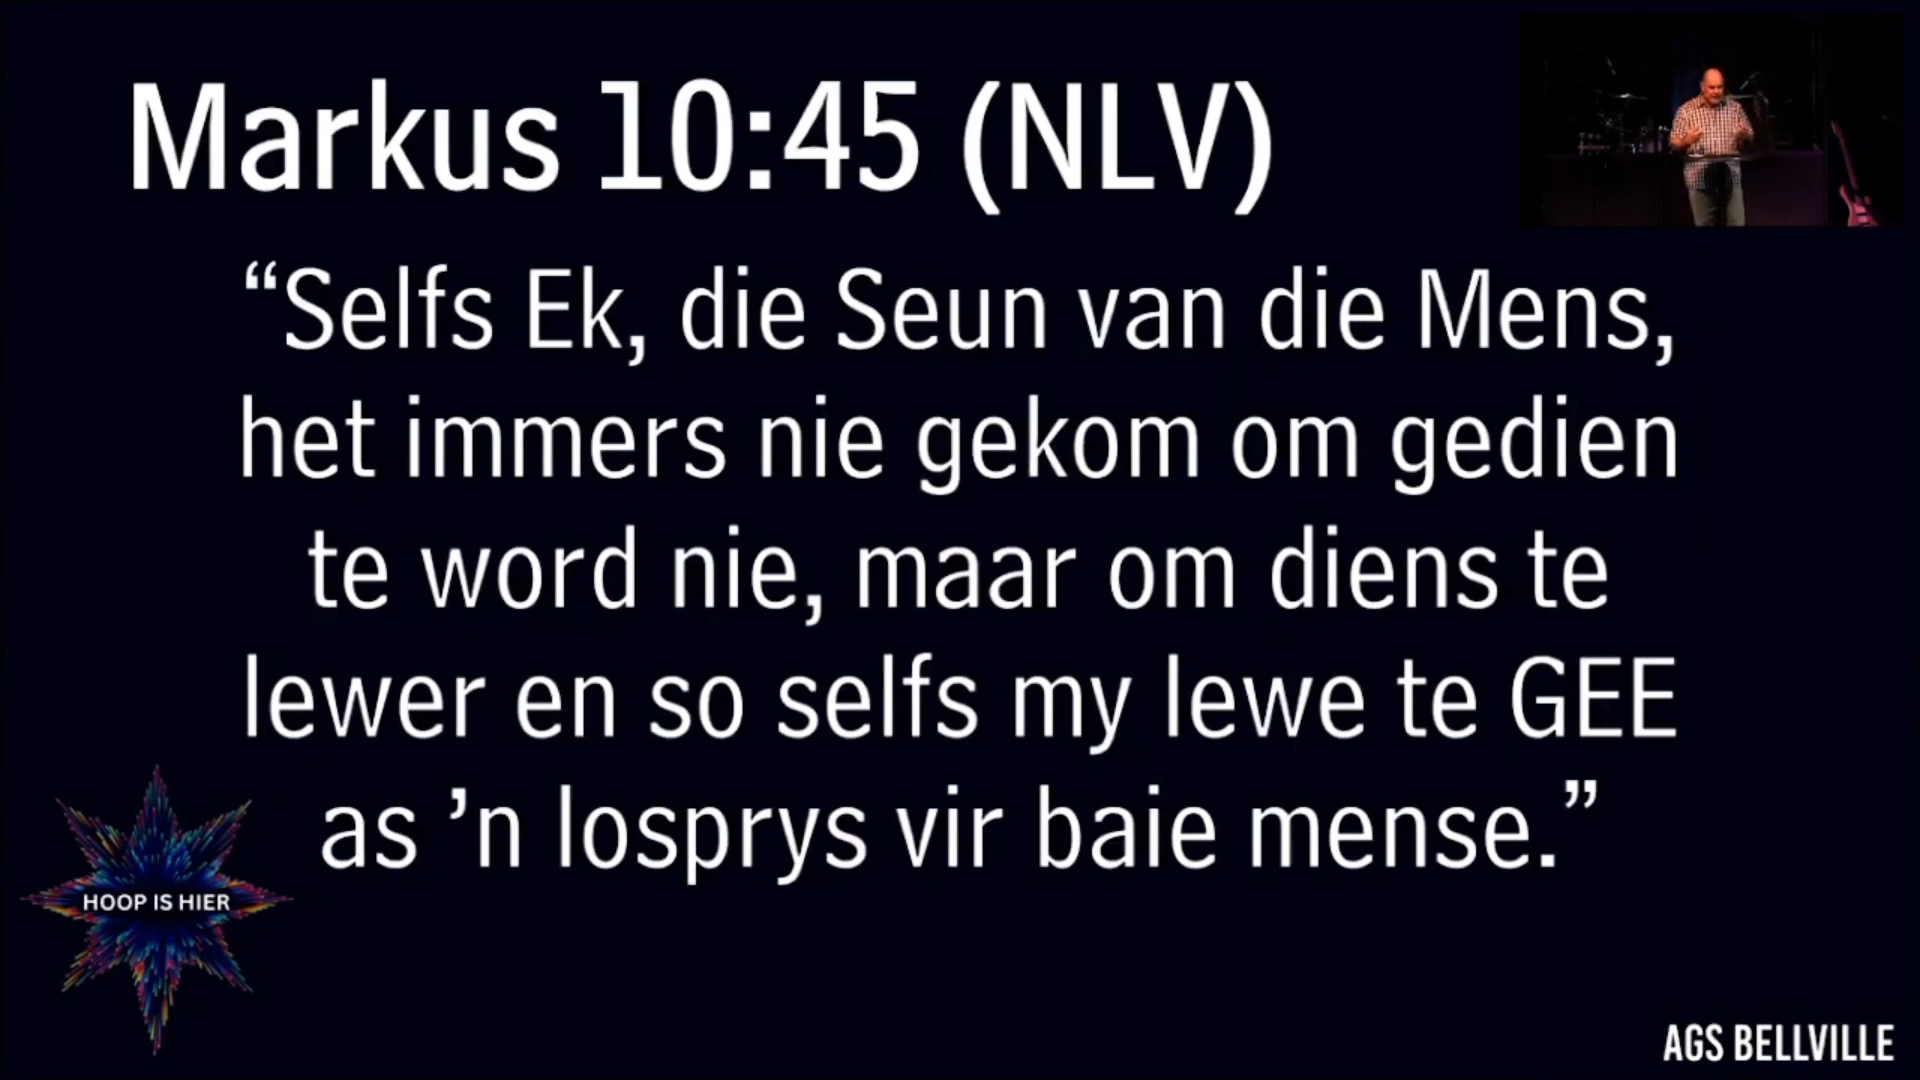 Markus 10:45 (NLV)
“Selfs Ek, die Seun van die Mens,
het immers nie gekom om gedien
te word nie, maar om diens te
lewer en so selfs my lewe te GEE
as ’n losprys vir baie mense.”
HOOP IS HIER
AGS BELLVILLE